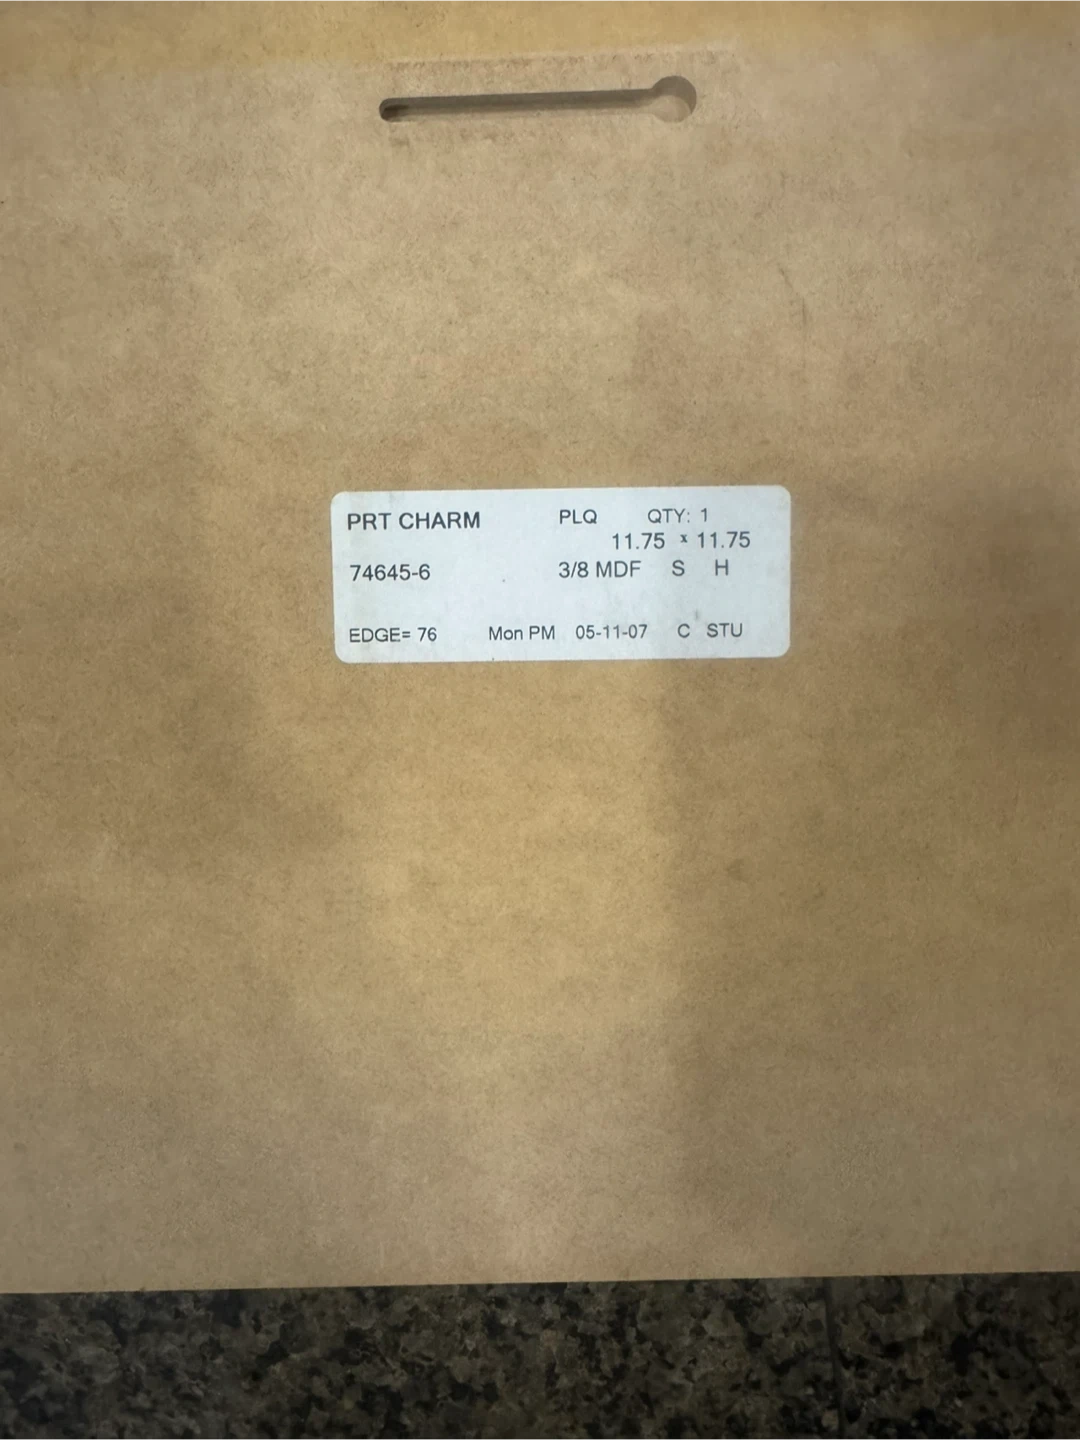 PRT CHARM PLQ QTY: 1
11.75 x 11.75
74645-6 3/8 MDF S H
EDGE= 76 Mon PM 05-11-07 C STU